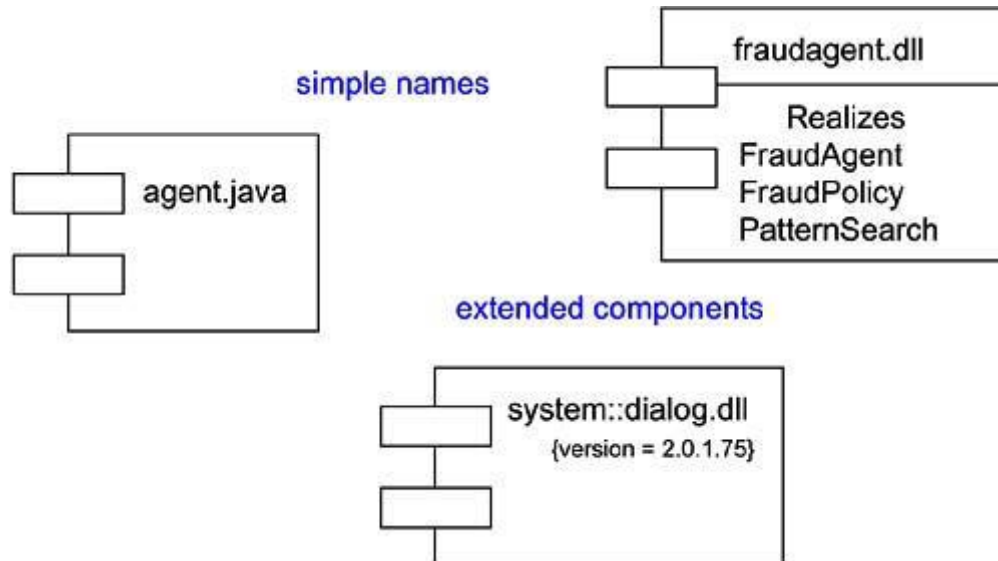 simple names
agent.java
fraudagent.dll
Realizes
FraudAgent
FraudPolicy
PatternSearch
extended components
system::dialog.dll
{version = 2.0.1.75}